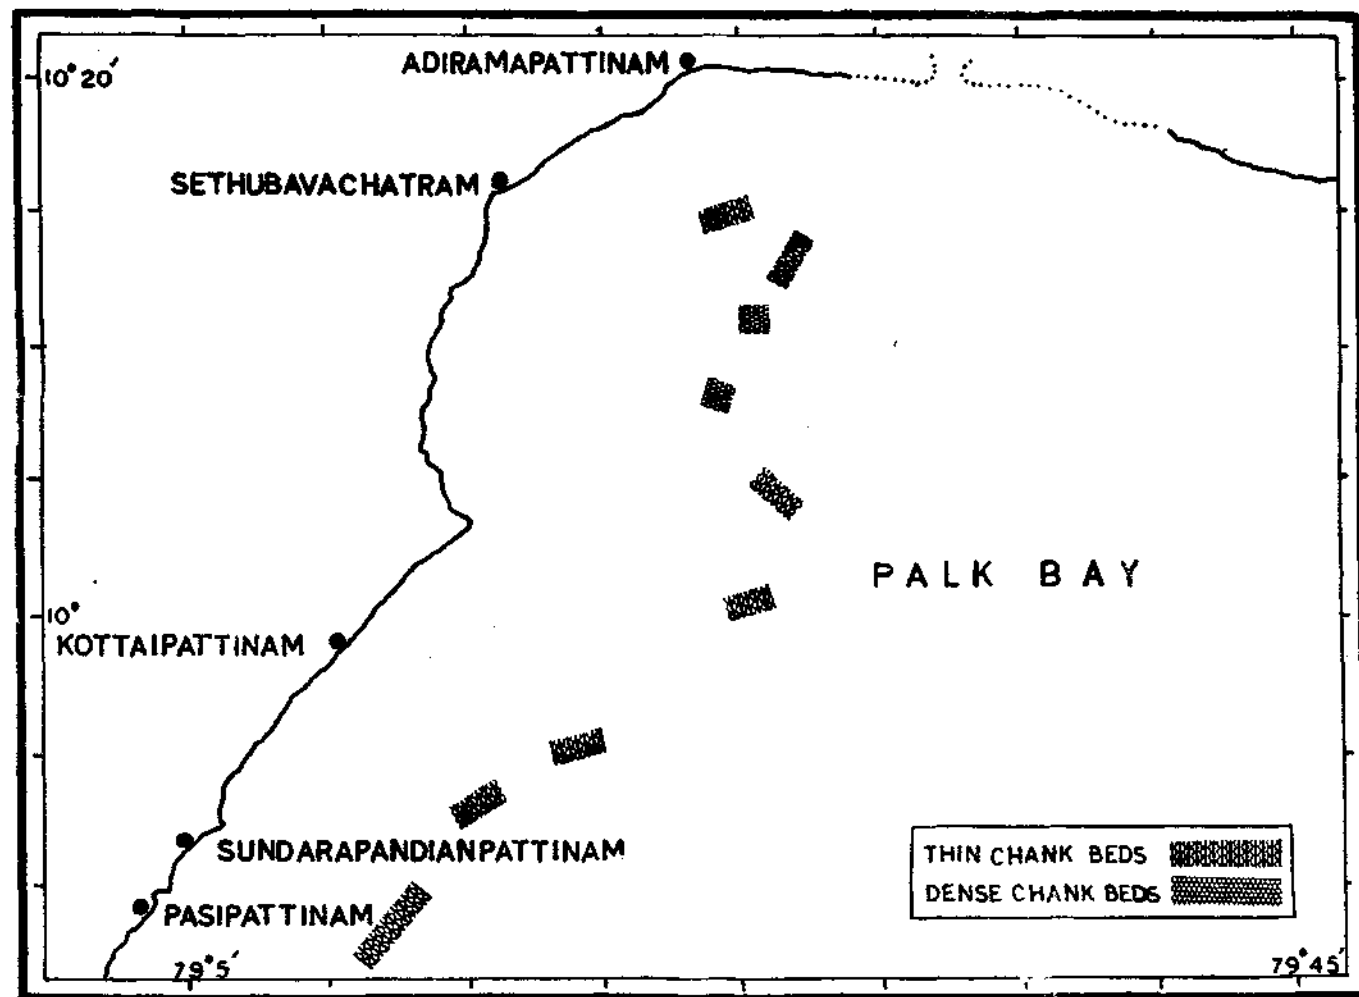 ADIRAMAPATTINAM
10° 20'
SETHUBAVACHATRAM
PALK BAY
10°
KOTTAIPATTINAM
SUNDARAPANDIANPATTINAM
THIN CHANK BEDS
DENSE CHANK BEDS
PASIPATTINAM
79° 5'
79° 45'